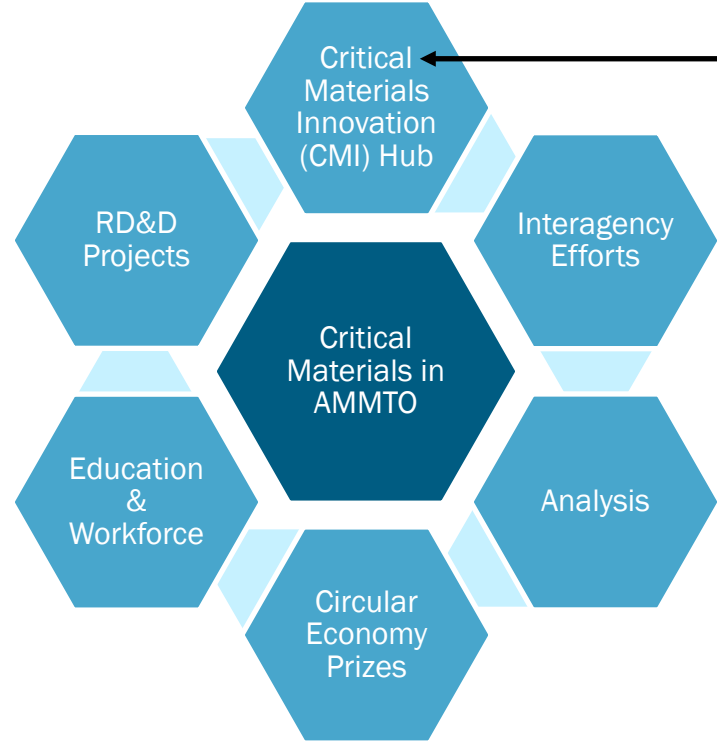 Critical
Materials
Innovation
(CMI) Hub
RD&D
Projects
Interagency
Efforts
Critical
Materials in
AMMTO
Education
&
Workforce
Analysis
Circular
Economy
Prizes